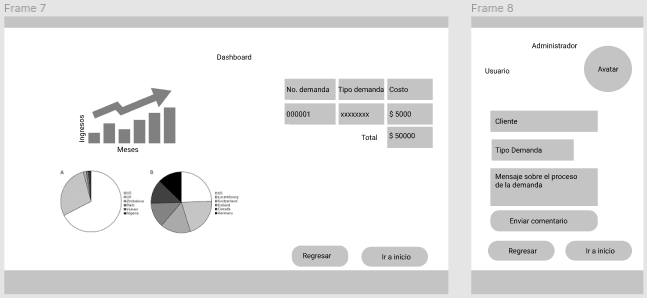 Frame 7
Dashboard
Ingresos
Meses
No. demanda
Tipo demanda
Costo
000001
xxxxxxxx
$ 5000
Total
$ 50000
A
B
Regresar
Ir a inicio
Frame 8
Administrador
Usuario
Avatar
Cliente
Tipo Demanda
Mensaje sobre el proceso
de la demanda
Enviar comentario
Regresar
Ir a inicio